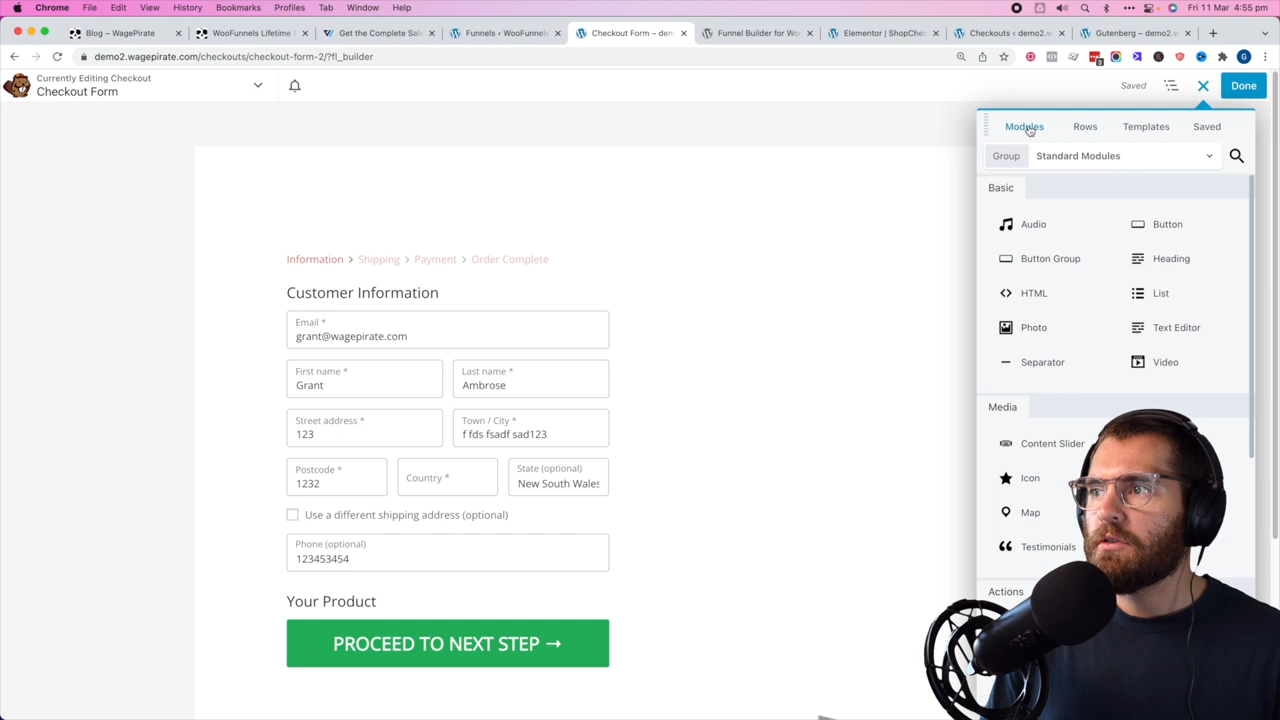 Chrome File Edit View History Bookmarks Profiles Tab Window Help Fri 11 Mar 4:55 pm
Blog – WagePirate WooFunnels Lifetime Get the Complete Sale Funnels ‹ WooFunnels Checkout Form – dem Funnel Builder for Wo Elementor | ShopChec Checkouts ‹ demo2.w Gutenberg – demo2.w
demo2.wagepirate.com/checkouts/checkout-form-2/?fl_builder 3 G
Currently Editing Checkout
Checkout Form
Saved Done
Modules Rows Templates Saved
Group Standard Modules
Basic
Audio Button
Button Group Heading
HTML List
Photo Text Editor
Separator Video
Media
Content Slider
Icon
Map
Testimonials
Actions
Information > Shipping > Payment > Order Complete
Customer Information
Email *
grant@wagepirate.com
First name * Last name *
Grant Ambrose
Street address * Town / City *
123 f fds fsadf sad123
Postcode * Country * State (optional)
1232 New South Wales
Use a different shipping address (optional)
Phone (optional)
123453454
Your Product
PROCEED TO NEXT STEP →